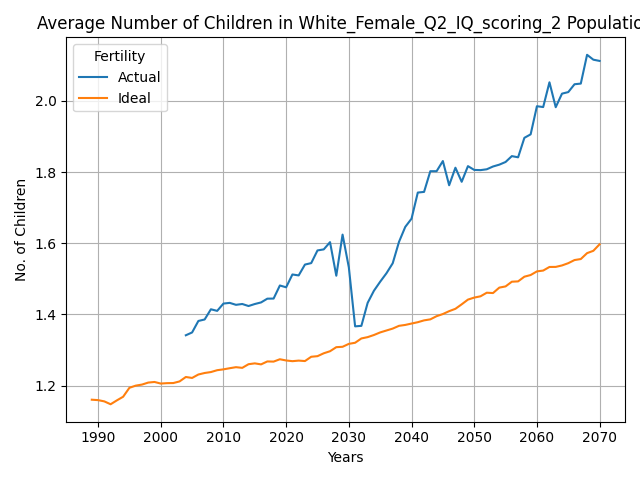 Average Number of Children in White_Female_Q2_IQ_scoring_2 Populatio
Fertility
Actual
Ideal
No. of Children
2.0
1.8
1.6
1.4
1.2
1990 2000 2010 2020 2030 2040 2050 2060 2070
Years